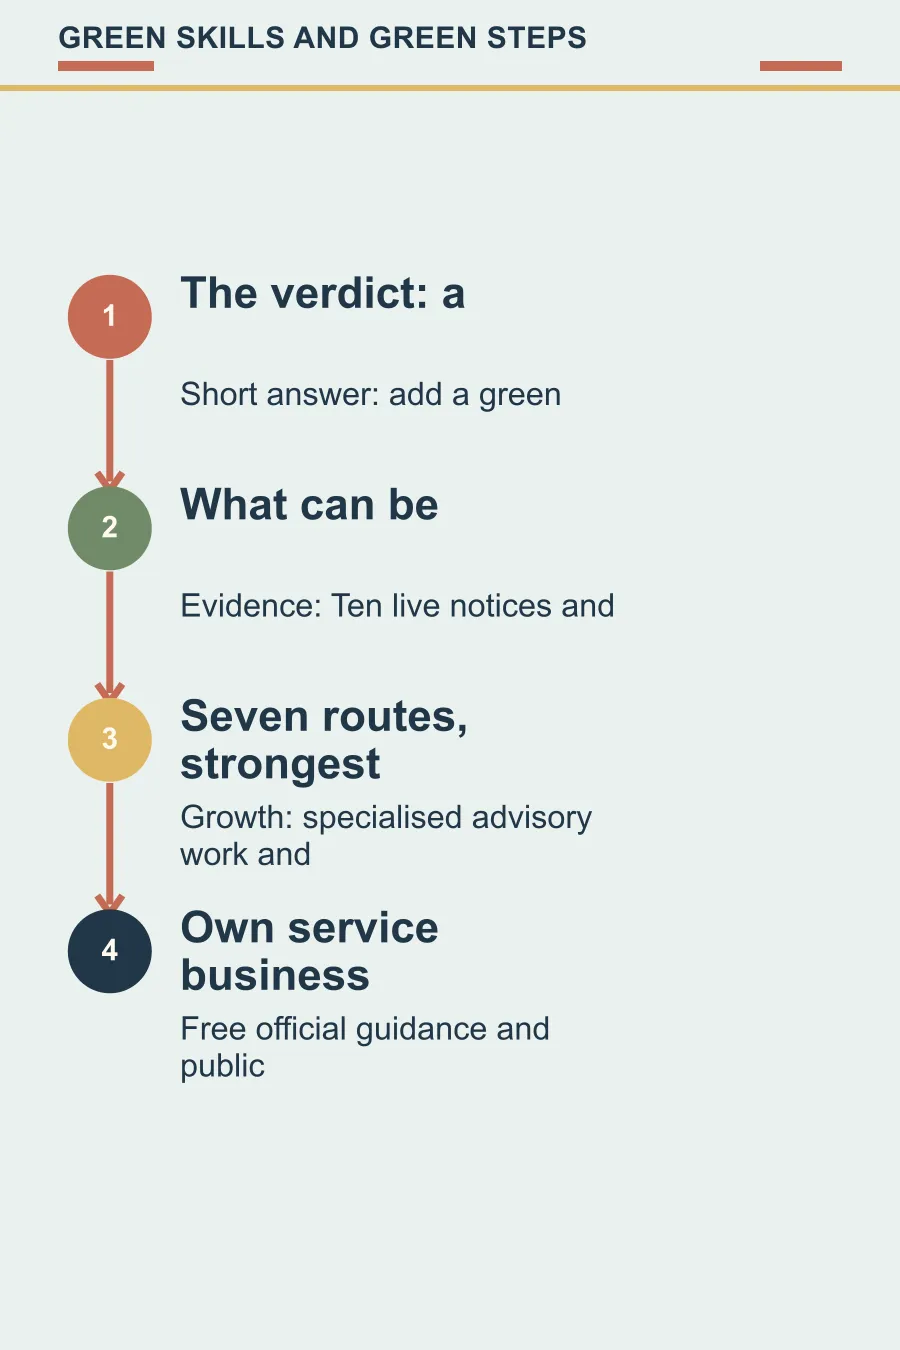 GREEN SKILLS AND GREEN STEPS
1
The verdict: a
Short answer: add a green
2
What can be
Evidence: Ten live notices and
3
Seven routes,
strongest
Growth: specialised advisory
work and
4
Own service
business
Free official guidance and
public